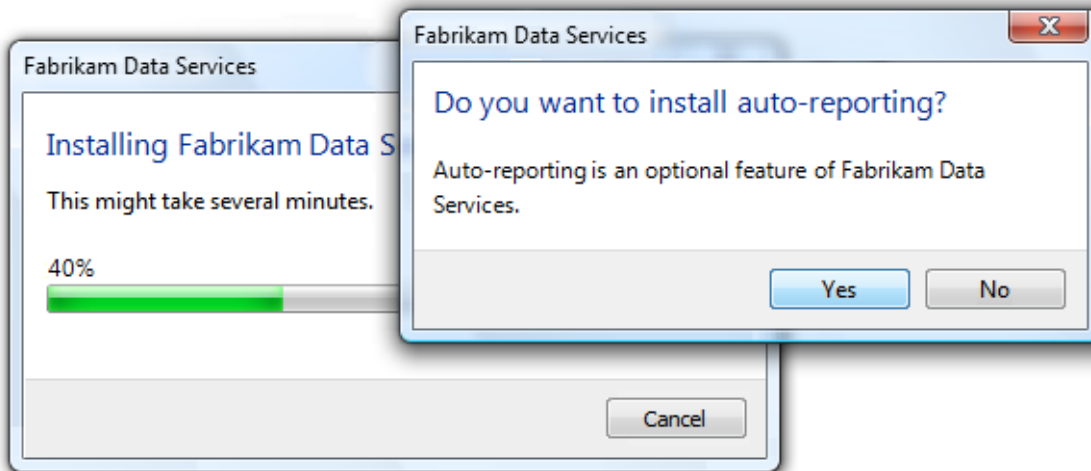 Fabrikam Data Services
Installing Fabrikam Data S
This might take several minutes.
40%
Cancel
Fabrikam Data Services
X
Do you want to install auto-reporting?
Auto-reporting is an optional feature of Fabrikam Data
Services.
Yes
No